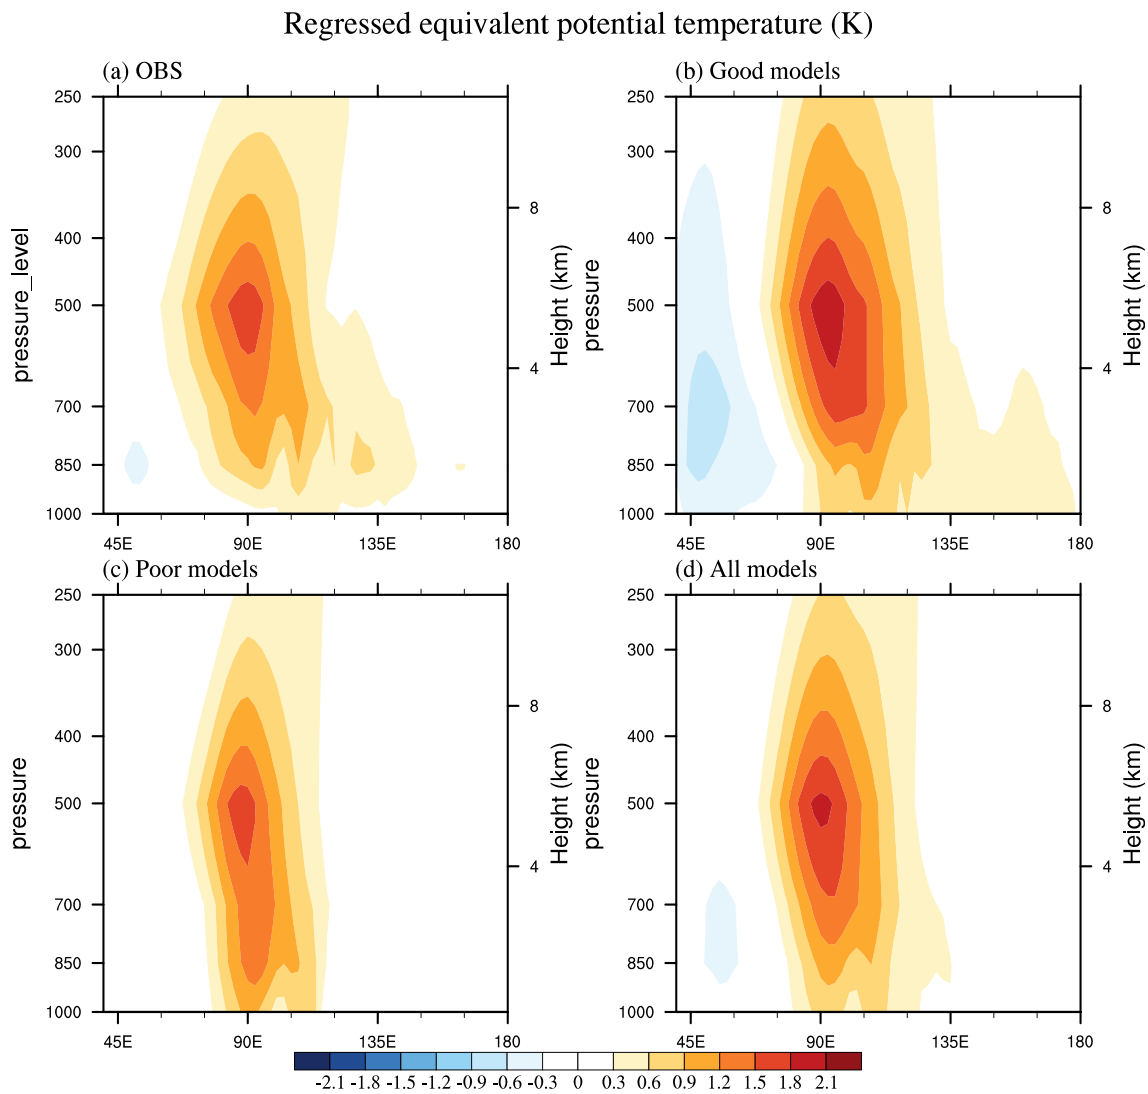 Regressed equivalent potential temperature (K)
(a) OBS
250
300
400
500
700
850
1000
pressure_level
45E 90E 135E 180
8
4
Height (km)
(b) Good models
250
300
400
500
700
850
1000
pressure
45E 90E 135E 180
8
4
Height (km)
(c) Poor models
250
300
400
500
700
850
1000
pressure
45E 90E 135E 180
8
4
Height (km)
(d) All models
250
300
400
500
700
850
1000
pressure
45E 90E 135E 180
8
4
Height (km)
-2.1 -1.8 -1.5 -1.2 -0.9 -0.6 -0.3 0 0.3 0.6 0.9 1.2 1.5 1.8 2.1